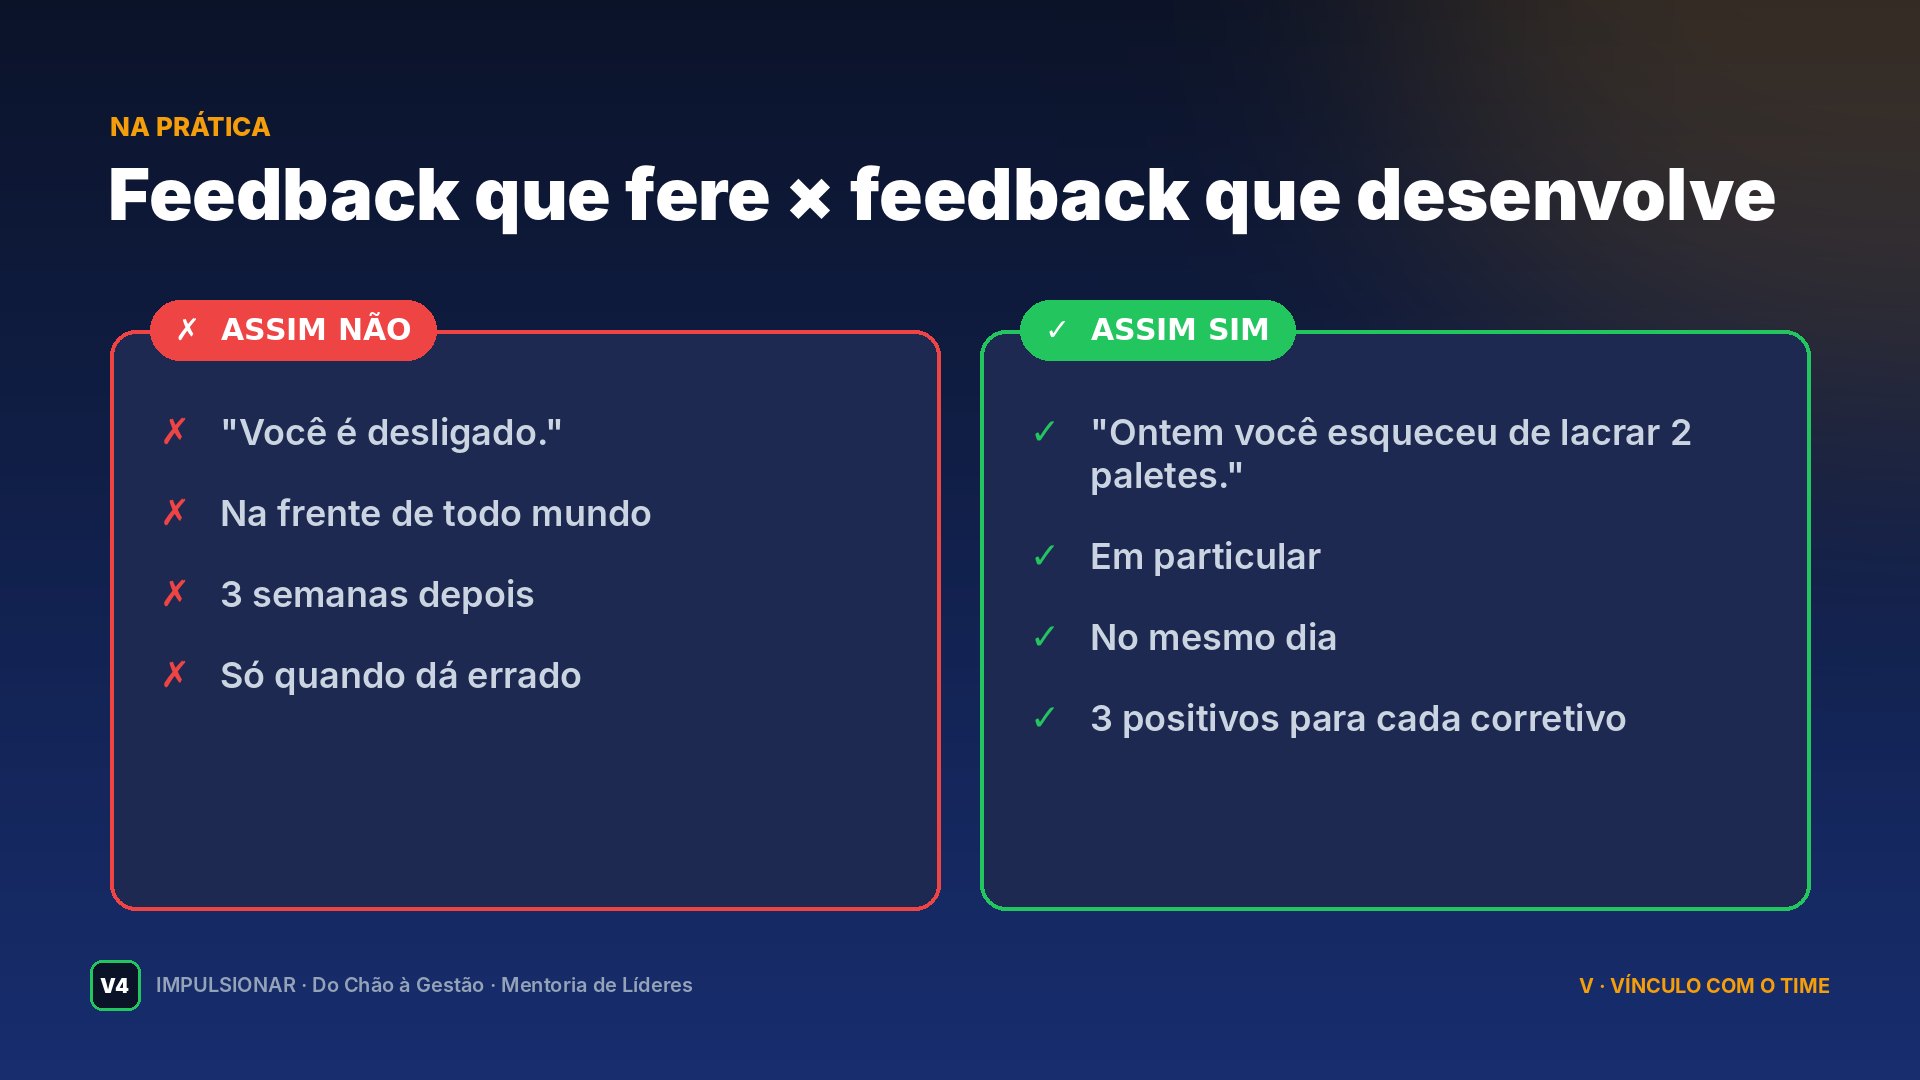 NA PRÁTICA
Feedback que fere × feedback que desenvolve
✗ ASSIM NÃO
✗ "Você é desligado."
✗ Na frente de todo mundo
✗ 3 semanas depois
✗ Só quando dá errado
✓ ASSIM SIM
✓ "Ontem você esqueceu de lacrar 2
paletes."
✓ Em particular
✓ No mesmo dia
✓ 3 positivos para cada corretivo
V4 IMPULSIONAR · Do Chão à Gestão · Mentoria de Líderes
V · VÍNCULO COM O TIME